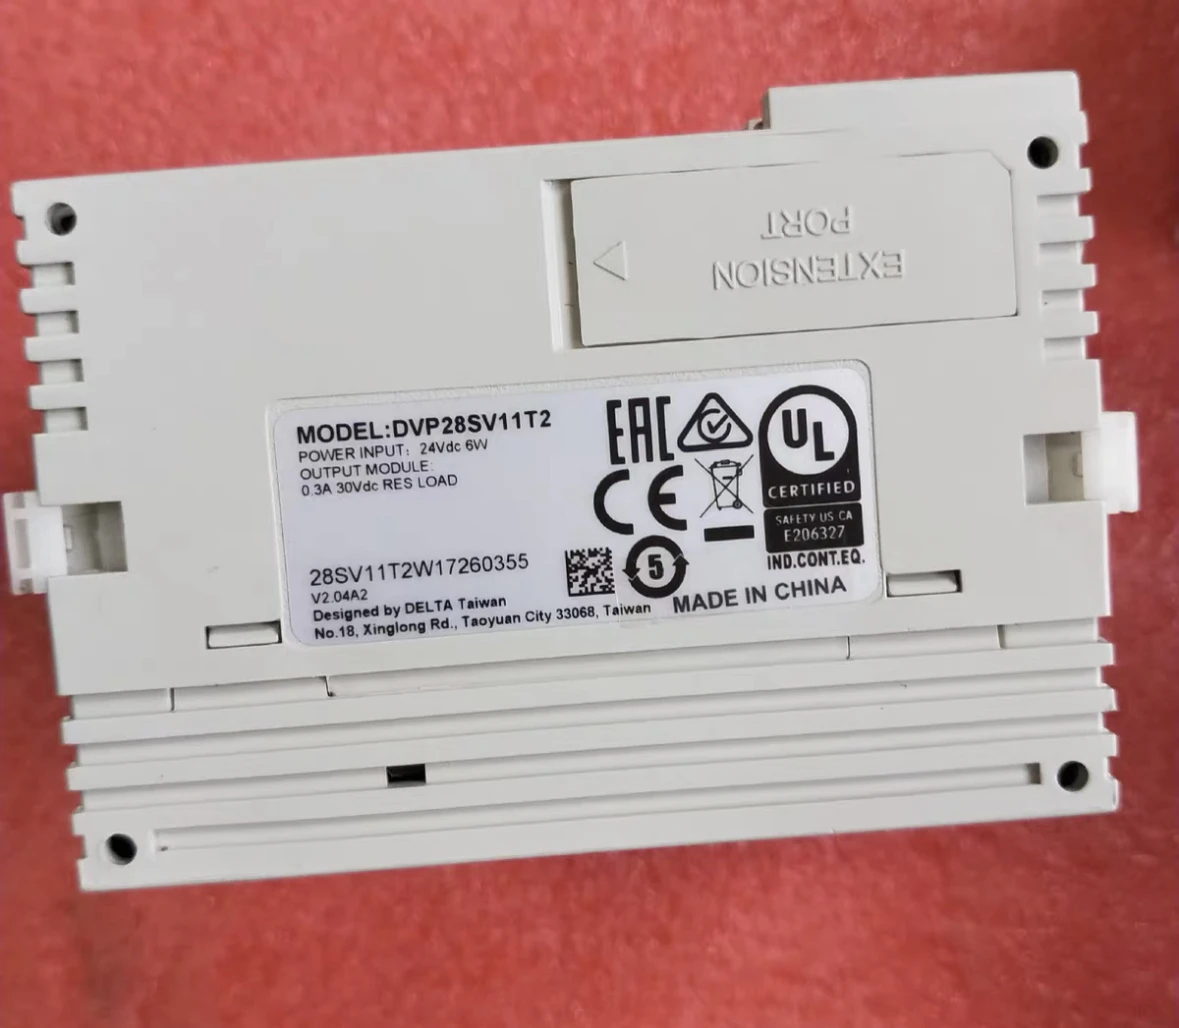 EXTENSION
PORT
MODEL:DVP28SV11T2
POWER INPUT: 24Vdc 6W
OUTPUT MODULE:
0.3A 30Vdc RES LOAD
28SV11T2W17260355
V2.04A2
Designed by DELTA Taiwan
No.18, Xinglong Rd., Taoyuan City 33068, Taiwan
EAC
CE
5
UL
CERTIFIED
SAFETY US CA
E206327
IND.CONT.EQ.
MADE IN CHINA